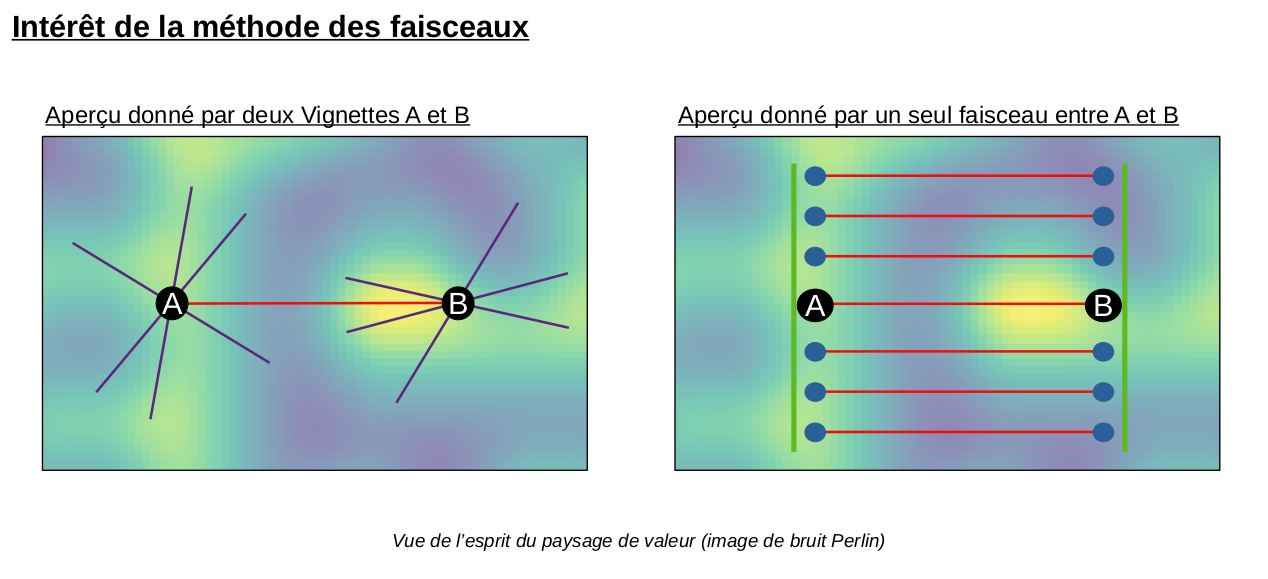 Intérêt de la méthode des faisceaux
Aperçu donné par deux Vignettes A et B
Aperçu donné par un seul faisceau entre A et B
A
B
A
B
Vue de l’esprit du paysage de valeur (image de bruit Perlin)